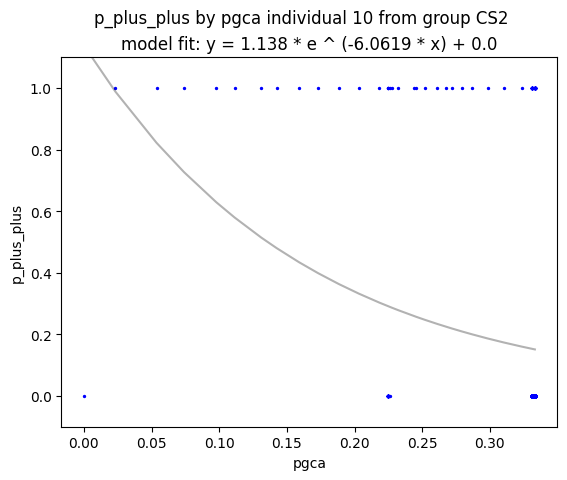 p_plus_plus by pgca individual 10 from group CS2
model fit: y = 1.138 * e ^ (-6.0619 * x) + 0.0
1.0
0.8
0.6
0.4
0.2
0.0
p_plus_plus
0.00 0.05 0.10 0.15 0.20 0.25 0.30
pgca